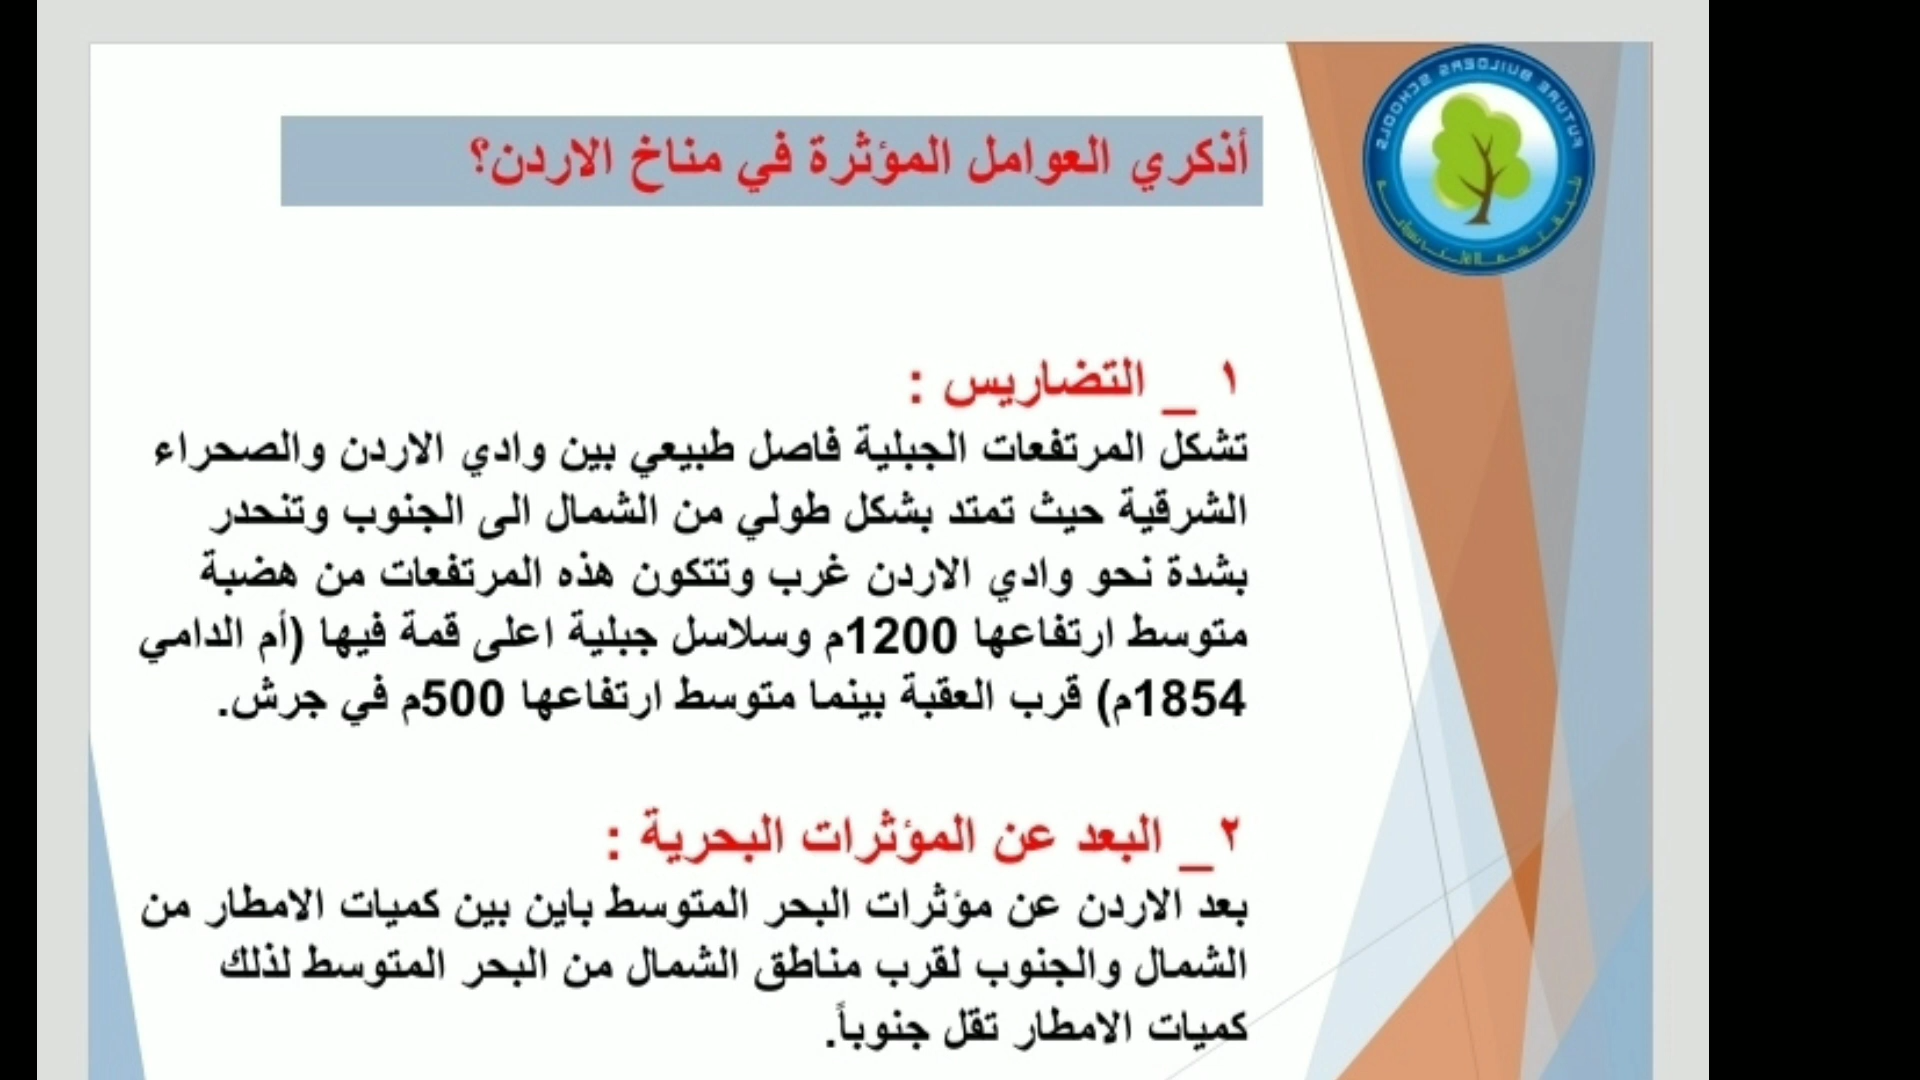 FUTURE BUILDERS SCHOOLS
أذكري العوامل المؤثرة في مناخ الاردن؟
١ _ التضاريس :
تشكل المرتفعات الجبلية فاصل طبيعي بين وادي الاردن والصحراء
الشرقية حيث تمتد بشكل طولي من الشمال الى الجنوب وتنحدر
بشدة نحو وادي الاردن غرب وتتكون هذه المرتفعات من هضبة
متوسط ارتفاعها 1200م وسلاسل جبلية اعلى قمة فيها (أم الدامي
1854م) قرب العقبة بينما متوسط ارتفاعها 500م في جرش.
٢_ البعد عن المؤثرات البحرية :
بعد الاردن عن مؤثرات البحر المتوسط باين بين كميات الامطار من
الشمال والجنوب لقرب مناطق الشمال من البحر المتوسط لذلك
كميات الامطار تقل جنوباً.